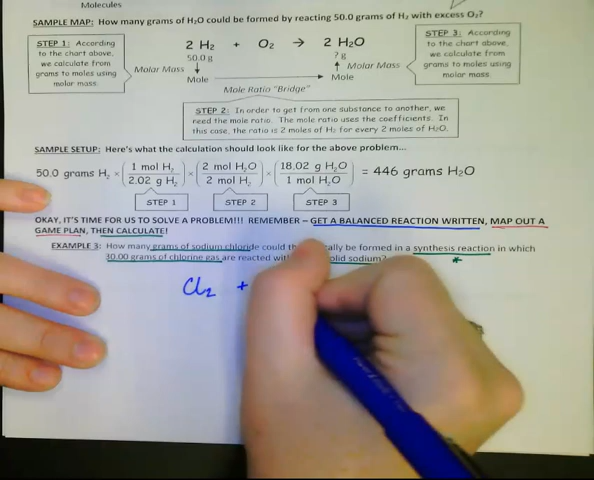 Molecules
SAMPLE MAP: How many grams of H₂O could be formed by reacting 50.0 grams of H₂ with excess O₂?
STEP 1: According
to the chart above,
we calculate from
grams to moles using
molar mass.
2 H₂ + O₂ → 2 H₂O
50.0 g ? g
Molar Mass ↓ ↑ Molar Mass
Mole Mole
Mole Ratio "Bridge"
STEP 3: According
to the chart above,
we calculate from
grams to moles using
molar mass.
STEP 2: In order to get from one substance to another, we
need the mole ratio. The mole ratio uses the coefficients. In
this case, the ratio is 2 moles of H₂ for every 2 moles of H₂O.
SAMPLE SETUP: Here's what the calculation should look like for the above problem...
50.0 grams H₂ × (1 mol H₂ / 2.02 g H₂) × (2 mol H₂O / 2 mol H₂) × (18.02 g H₂O / 1 mol H₂O) = 446 grams H₂O
STEP 1 STEP 2 STEP 3
OKAY, IT'S TIME FOR US TO SOLVE A PROBLEM!!! REMEMBER – GET A BALANCED REACTION WRITTEN, MAP OUT A
GAME PLAN, THEN CALCULATE!
EXAMPLE 3: How many grams of sodium chloride could be formed in a synthesis reaction in which
30.00 grams of chlorine gas are reacted sodium? *
Cl₂ +